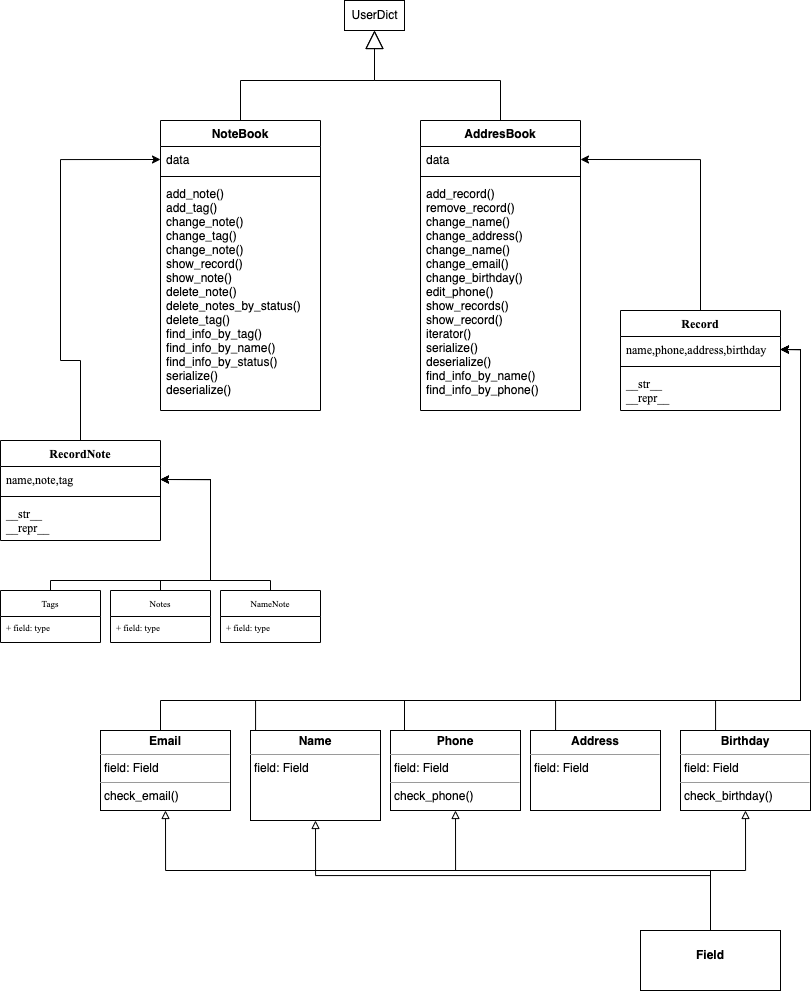 UserDict
NoteBook
data
add_note()
add_tag()
change_note()
change_tag()
change_note()
show_record()
show_note()
delete_note()
delete_notes_by_status()
delete_tag()
find_info_by_tag()
find_info_by_name()
find_info_by_status()
serialize()
deserialize()
AddresBook
data
add_record()
remove_record()
change_name()
change_address()
change_name()
change_email()
change_birthday()
edit_phone()
show_records()
show_record()
iterator()
serialize()
deserialize()
find_info_by_name()
find_info_by_phone()
Record
name,phone,address,birthday
__str__
__repr__
RecordNote
name,note,tag
__str__
__repr__
Tags
+ field: type
Notes
+ field: type
NameNote
+ field: type
Email
field: Field
check_email()
Name
field: Field
Phone
field: Field
check_phone()
Address
field: Field
Birthday
field: Field
check_birthday()
Field